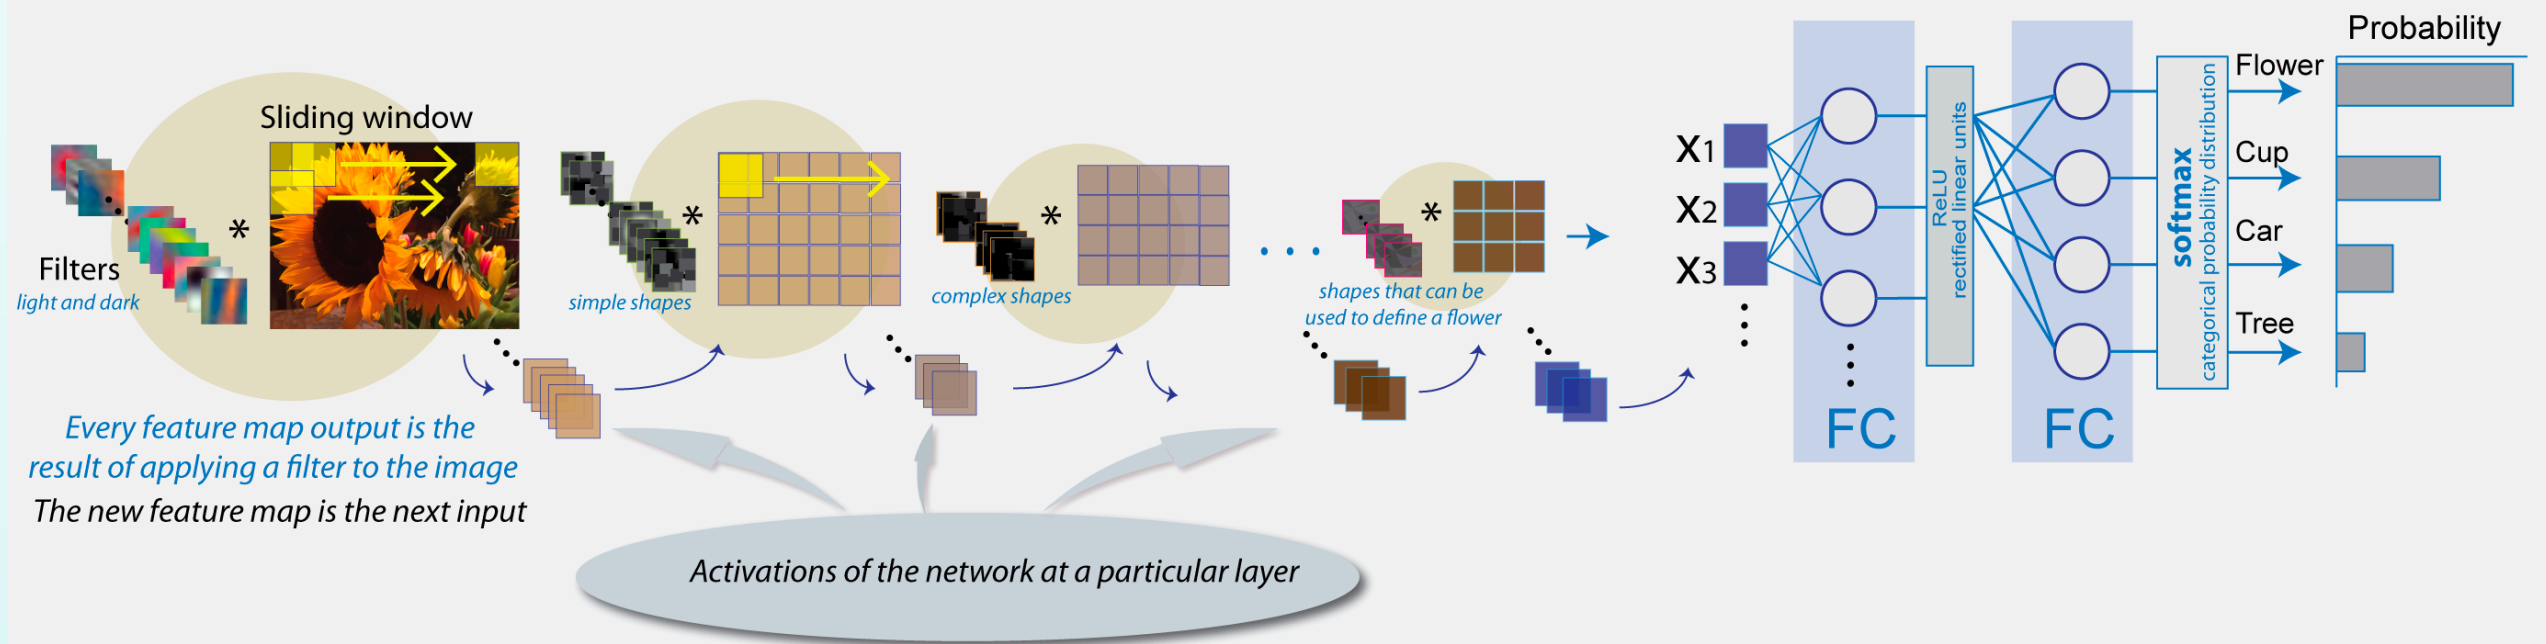 Sliding window
Filters
light and dark
*
simple shapes
*
complex shapes
*
shapes that can be
used to define a flower
*
X1
X2
X3
FC
ReLU
rectified linear units
FC
softmax
categorical probability distribution
Probability
Flower
Cup
Car
Tree
Every feature map output is the
result of applying a filter to the image
The new feature map is the next input
Activations of the network at a particular layer